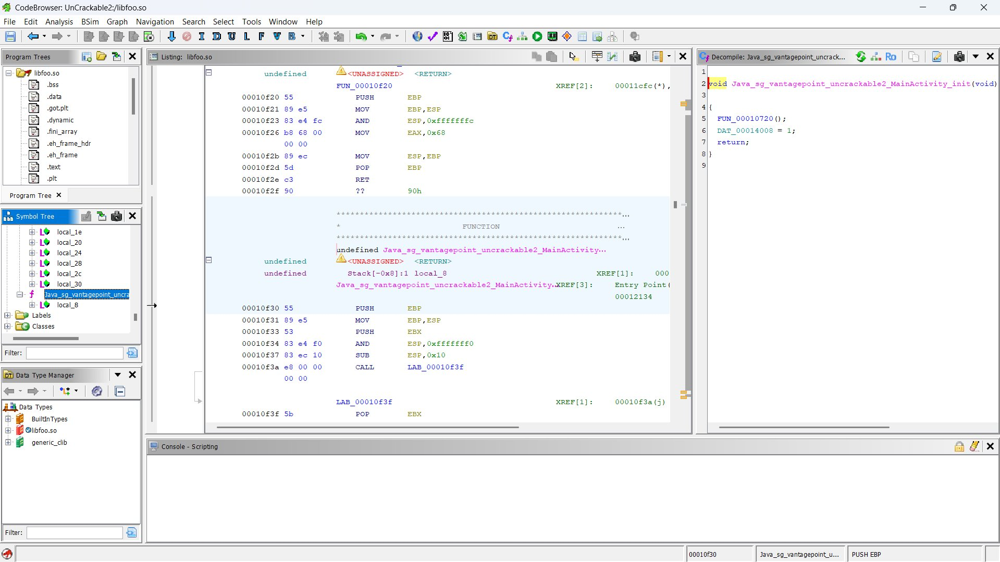 CodeBrowser: UnCrackable2:/libfoo.so
File Edit Analysis BSim Graph Navigation Search Select Tools Window Help
I D U L F V B
Program Trees
libfoo.so
.bss
.data
.got.plt
.dynamic
.fini_array
.eh_frame_hdr
.eh_frame
.text
.plt
Program Tree
Symbol Tree
local_1e
local_20
local_24
local_28
local_2c
local_30
f Java_sg_vantagepoint_uncra
local_8
Labels
Classes
Filter:
Data Type Manager
Data Types
BuiltInTypes
libfoo.so
generic_clib
Filter:
Listing: libfoo.so
undefined <UNASSIGNED> <RETURN>
FUN_00010f20 XREF[2]: 00011cfc(*),
00010f20 55 PUSH EBP
00010f21 89 e5 MOV EBP,ESP
00010f23 83 e4 fc AND ESP,0xfffffffc
00010f26 b8 68 00 MOV EAX,0x68
00 00
00010f2b 89 ec MOV ESP,EBP
00010f2d 5d POP EBP
00010f2e c3 RET
00010f2f 90 ?? 90h
*************************************************************...
* FUNCTION ...
*************************************************************...
undefined Java_sg_vantagepoint_uncrackable2_MainActivity...
undefined <UNASSIGNED> <RETURN>
undefined Stack[-0x8]:1 local_8 XREF[1]: 000
Java_sg_vantagepoint_uncrackable2_MainActivity... XREF[3]: Entry Point(
00012134
00010f30 55 PUSH EBP
00010f31 89 e5 MOV EBP,ESP
00010f33 53 PUSH EBX
00010f34 83 e4 f0 AND ESP,0xfffffff0
00010f37 83 ec 10 SUB ESP,0x10
00010f3a e8 00 00 CALL LAB_00010f3f
00 00
LAB_00010f3f XREF[1]: 00010f3a(j)
00010f3f 5b POP EBX
Decompile: Java_sg_vantagepoint_uncrack...
Ro
1
2 void Java_sg_vantagepoint_uncrackable2_MainActivity_init(void)
3
4 {
5 FUN_00010720();
6 DAT_00014008 = 1;
7 return;
8 }
9
Console - Scripting
00010f30
Java_sg_vantagepoint_u...
PUSH EBP